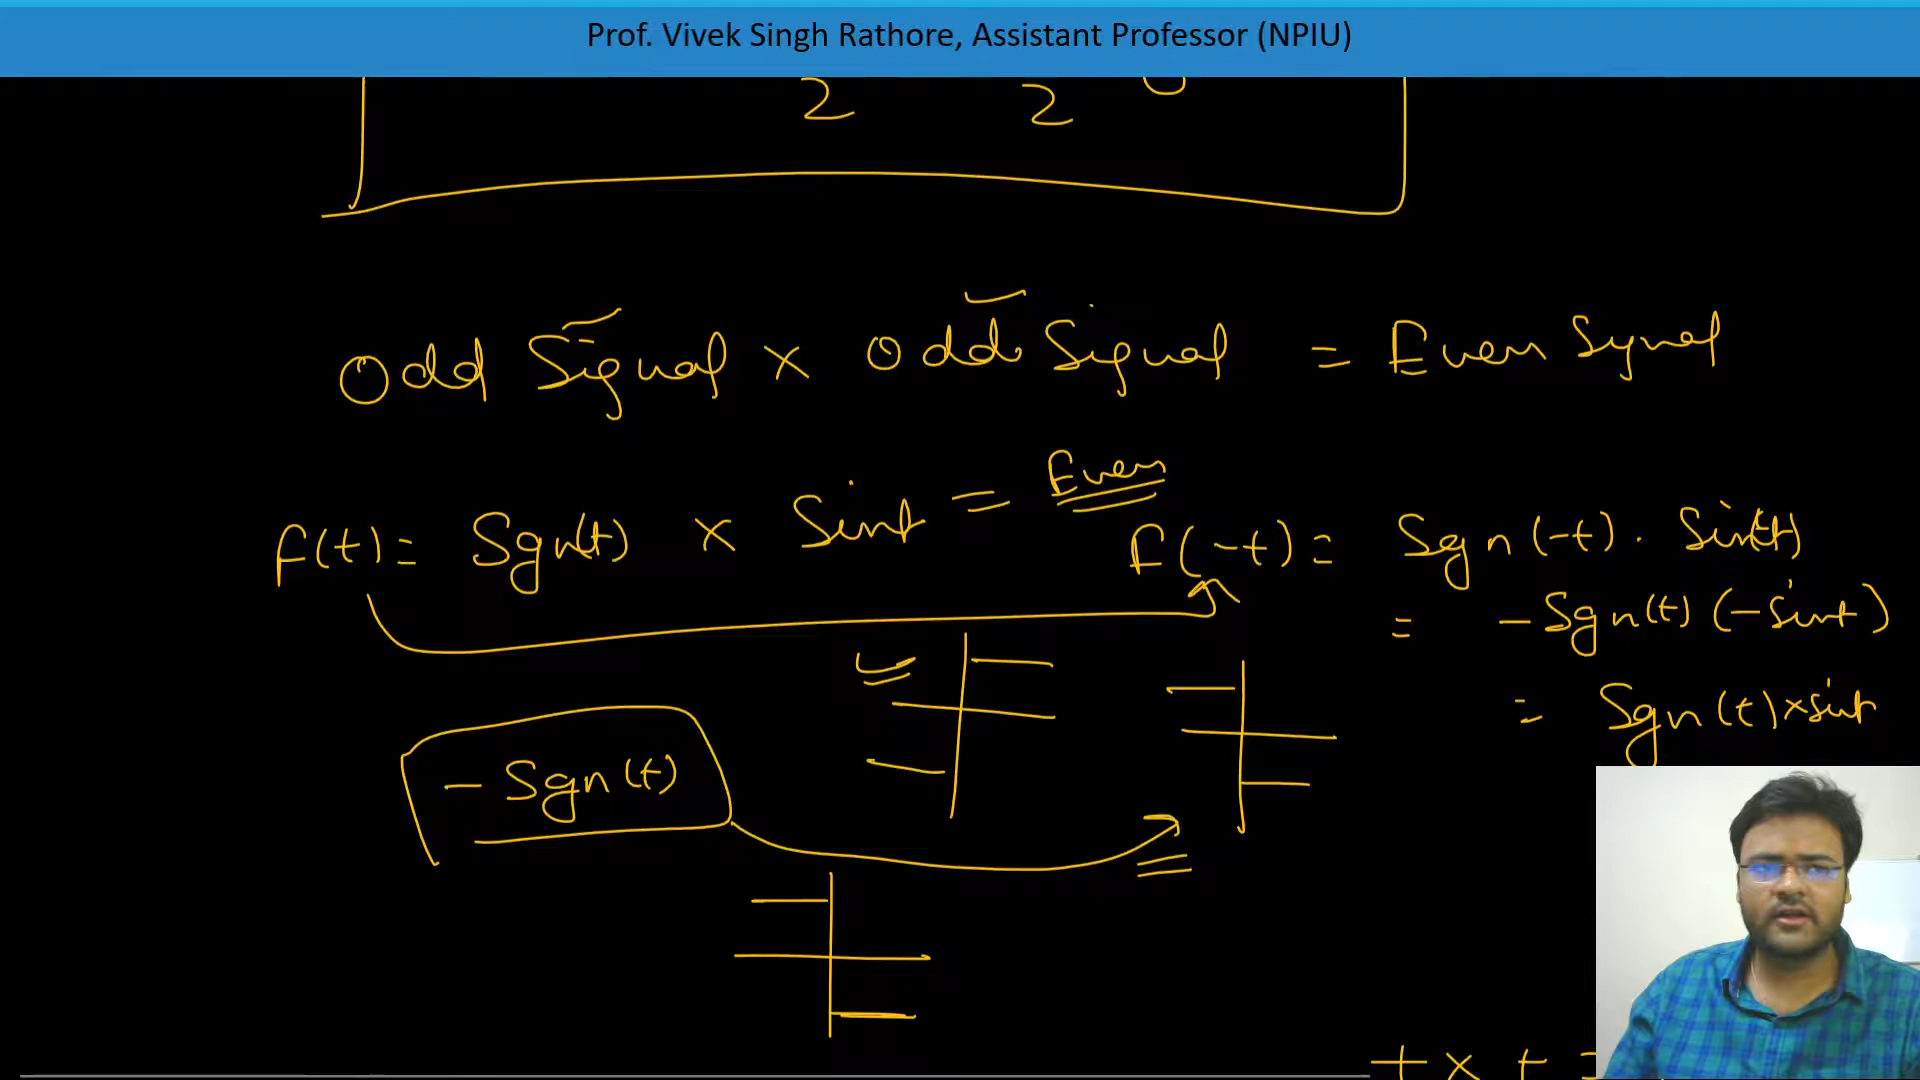 Prof. Vivek Singh Rathore, Assistant Professor (NPIU)
2 2
Odd Signal × Odd Signal = Even Signal
f(t) = Sgn(t) × Sint = Even
f(-t) = Sgn(-t) . Sin(-t)
= -Sgn(t) (-Sint)
= Sgn(t) × Sint
- Sgn(t)
+ × + =